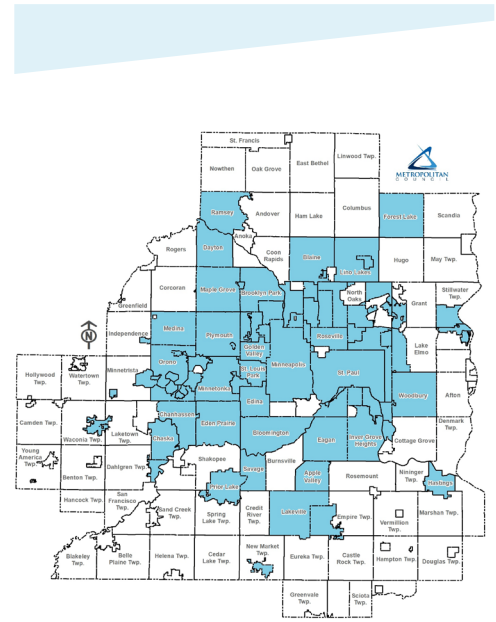 St. Francis
Linwood Twp.
Nowthen
Oak Grove
East Bethel
METROPOLITAN
COUNCIL
Ramsey
Andover
Ham Lake
Columbus
Forest Lake
Scandia
Anoka
Rogers
Dayton
Coon
Rapids
Blaine
Lino Lakes
Hugo
May Twp.
Corcoran
Maple Grove
Brooklyn Park
North
Oaks
Grant
Stillwater
Twp.
Greenfield
Independence
Medina
Plymouth
Golden
Valley
Roseville
Lake
Elmo
Hollywood
Twp.
Watertown
Twp.
Minnetrista
Orono
St. Louis
Park
Minneapolis
St. Paul
Minnetonka
Woodbury
Afton
Edina
Camden Twp.
Waconia Twp.
Laketown
Twp.
Chanhassen
Chaska
Eden Prairie
Bloomington
Eagan
Inver Grove
Heights
Cottage Grove
Denmark
Twp.
Young
America
Twp.
Benton Twp.
Dahlgren Twp.
Shakopee
Savage
Burnsville
Apple
Valley
Rosemount
Nininger
Twp.
Hastings
Prior Lake
Hancock Twp.
San
Francisco
Twp.
Sand Creek
Twp.
Spring
Lake Twp.
Credit
River
Twp.
Lakeville
Empire Twp.
Vermillion
Twp.
Marshan Twp.
Blakeley
Twp.
Belle
Plaine Twp.
Helena Twp.
Cedar
Lake Twp.
New Market
Twp.
Eureka Twp.
Castle
Rock Twp.
Hampton Twp.
Douglas Twp.
Greenvale
Twp.
Sciota
Twp.
N